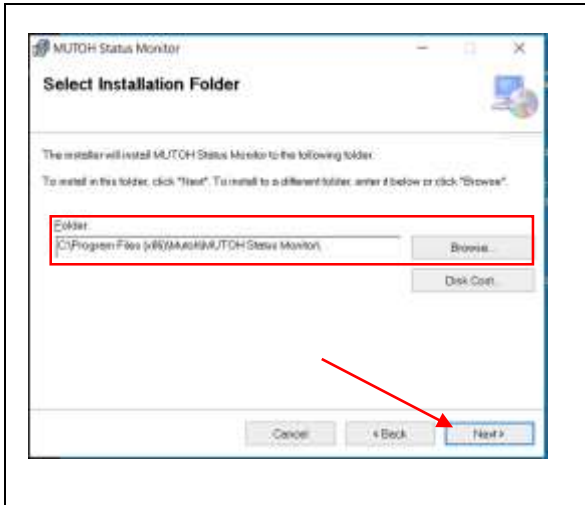 MUTOH Status Monitor
Select Installation Folder
The installer will install MUTOH Status Monitor to the following folder.
To install in this folder, click "Next". To install to a different folder, enter it below or click "Browse".
Folder:
C:\Program Files (x86)\Mutoh\MUTOH Status Monitor\
Browse...
Disk Cost...
Cancel
< Back
Next >